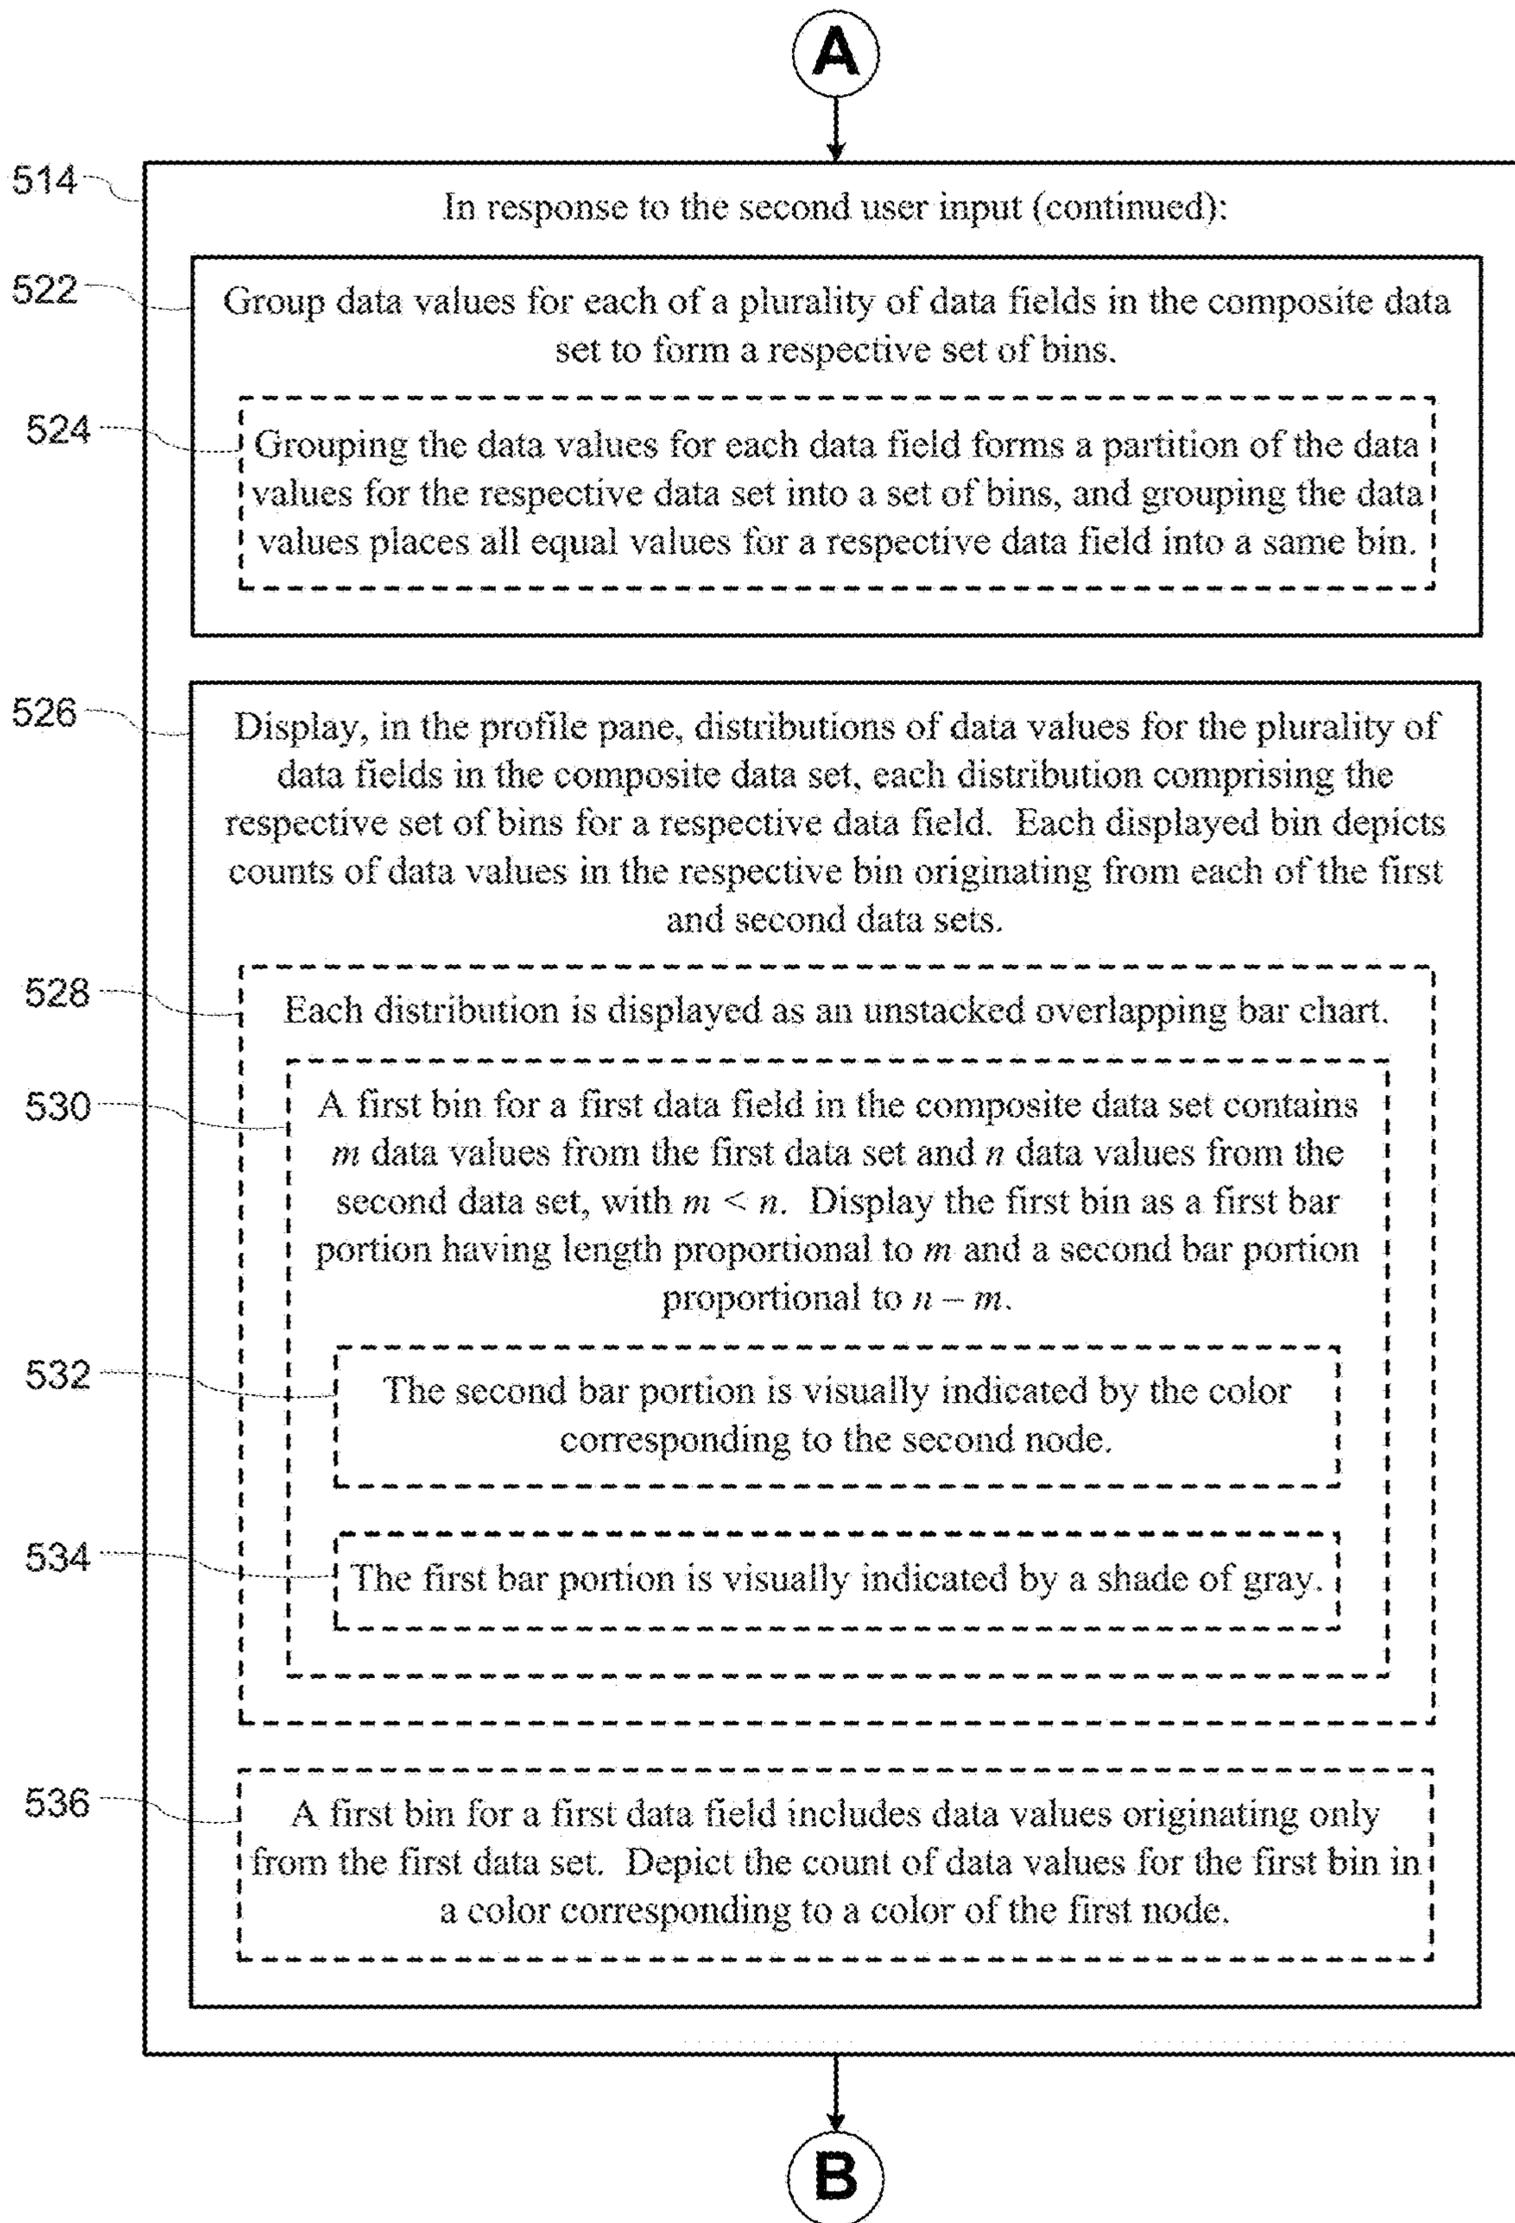 A
514
In response to the second user input (continued):
522
Group data values for each of a plurality of data fields in the composite data
set to form a respective set of bins.
524
Grouping the data values for each data field forms a partition of the data
values for the respective data set into a set of bins, and grouping the data
values places all equal values for a respective data field into a same bin.
526
Display, in the profile pane, distributions of data values for the plurality of
data fields in the composite data set, each distribution comprising the
respective set of bins for a respective data field. Each displayed bin depicts
counts of data values in the respective bin originating from each of the first
and second data sets.
528
Each distribution is displayed as an unstacked overlapping bar chart.
530
A first bin for a first data field in the composite data set contains
m data values from the first data set and n data values from the
second data set, with m < n. Display the first bin as a first bar
portion having length proportional to m and a second bar portion
proportional to n – m.
532
The second bar portion is visually indicated by the color
corresponding to the second node.
534
The first bar portion is visually indicated by a shade of gray.
536
A first bin for a first data field includes data values originating only
from the first data set. Depict the count of data values for the first bin in
a color corresponding to a color of the first node.
B